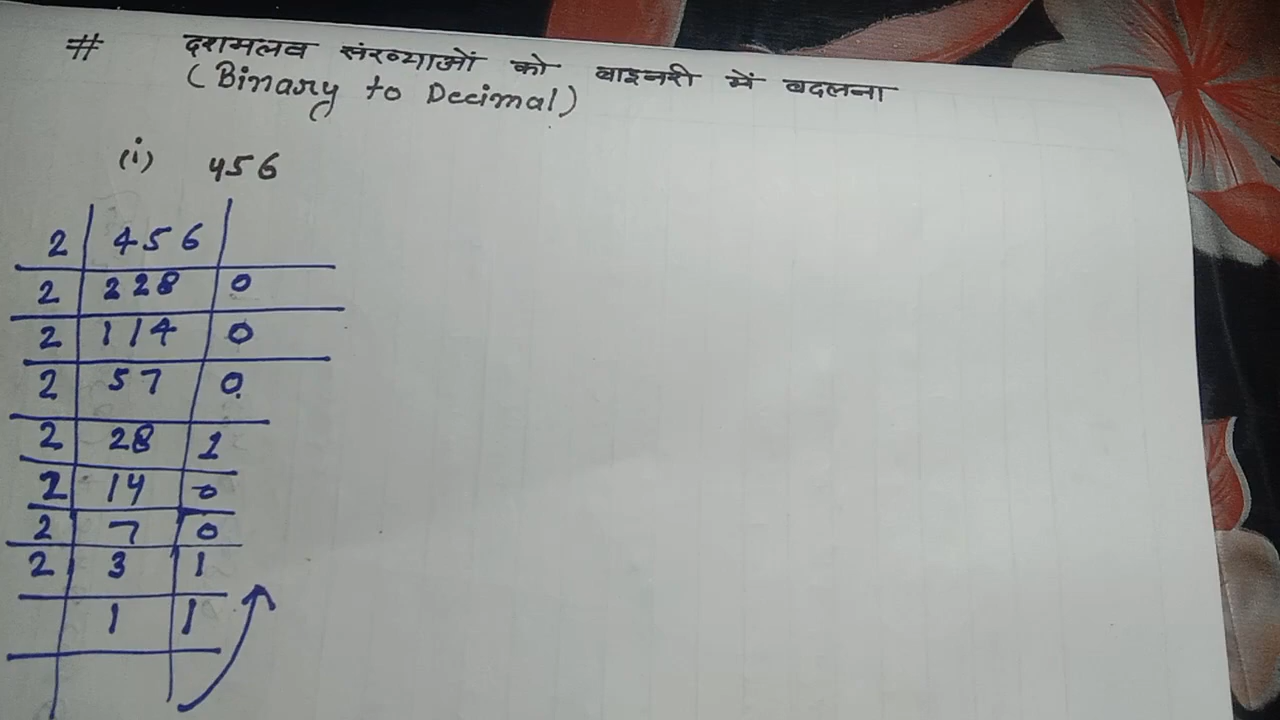 # दशमलव संख्याओं को बाइनरी में बदलना
(Binary to Decimal)
(i) 456
2 456
2 228 0
2 114 0
2 57 0
2 28 1
2 14 0
2 7 0
2 3 1
1 1